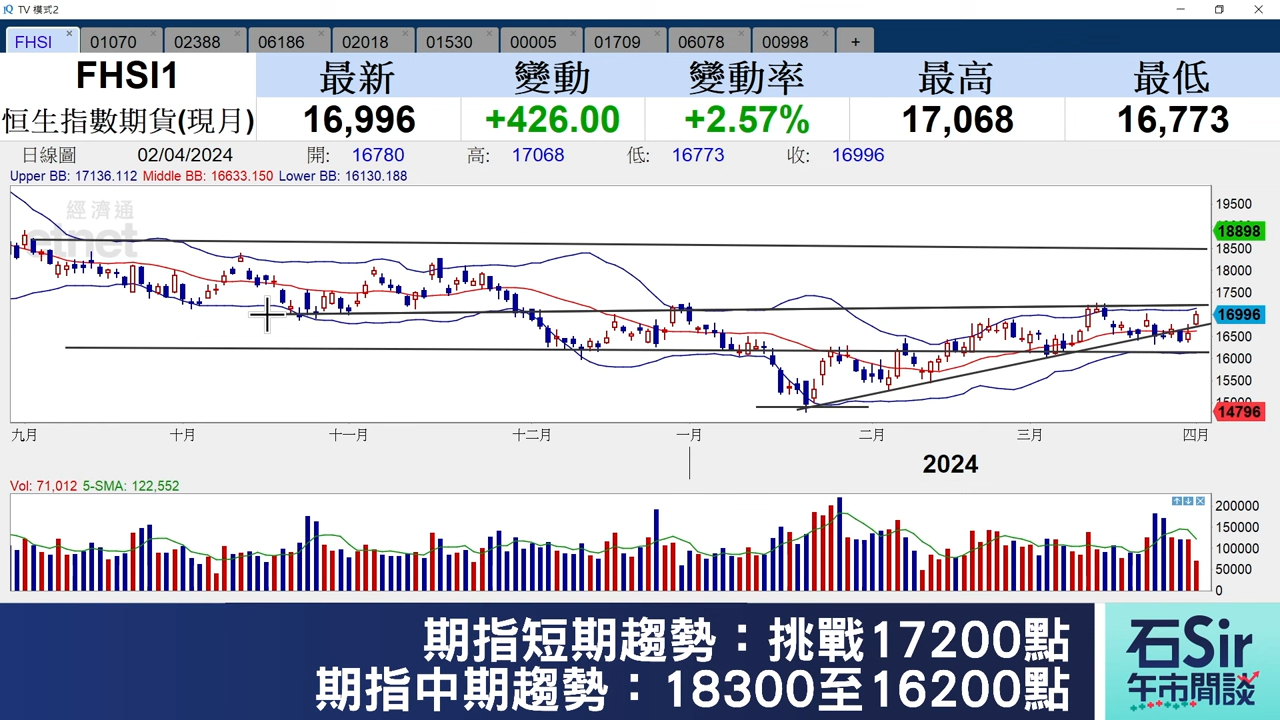 TV 模式2
FHSI 01070 02388 06186 02018 01530 00005 01709 06078 00998 +
FHSI1 最新 變動 變動率 最高 最低
恒生指數期貨(現月) 16,996 +426.00 +2.57% 17,068 16,773
日線圖 02/04/2024 開: 16780 高: 17068 低: 16773 收: 16996
Upper BB: 17136.112 Middle BB: 16633.150 Lower BB: 16130.188
經濟通
etnet
19500
18898
18500
18000
17500
16996
16500
16000
15500
15000
14796
九月 十月 十一月 十二月 一月 二月 三月 四月
2024
Vol: 71,012 5-SMA: 122,552
200000
150000
100000
50000
0
期指短期趨勢：挑戰17200點
期指中期趨勢：18300至16200點
石Sir
午市閒談